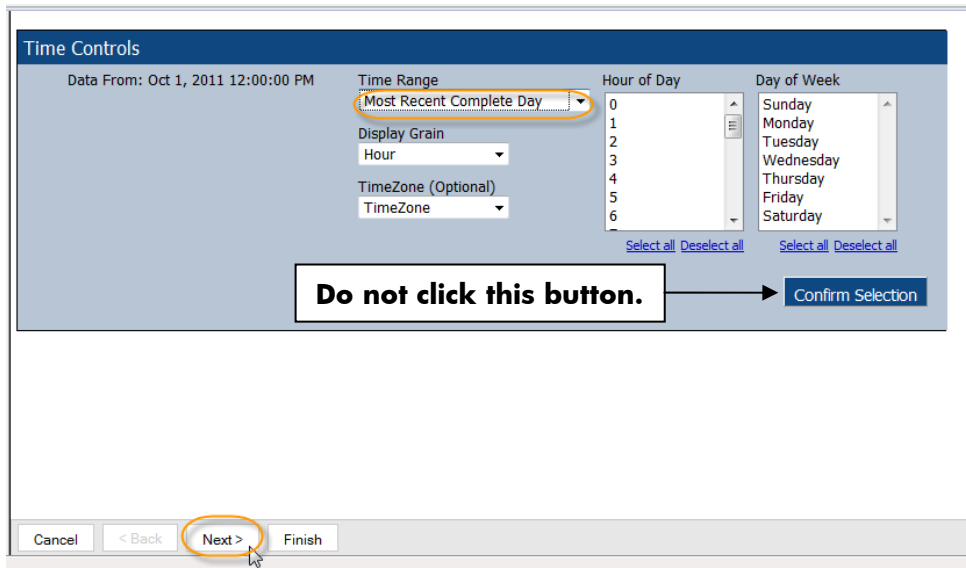 Time Controls
Data From: Oct 1, 2011 12:00:00 PM
Time Range
Most Recent Complete Day
Display Grain
Hour
TimeZone (Optional)
TimeZone
Hour of Day
0
1
2
3
4
5
6
Select all Deselect all
Day of Week
Sunday
Monday
Tuesday
Wednesday
Thursday
Friday
Saturday
Select all Deselect all
Do not click this button.
Confirm Selection
Cancel
< Back
Next >
Finish